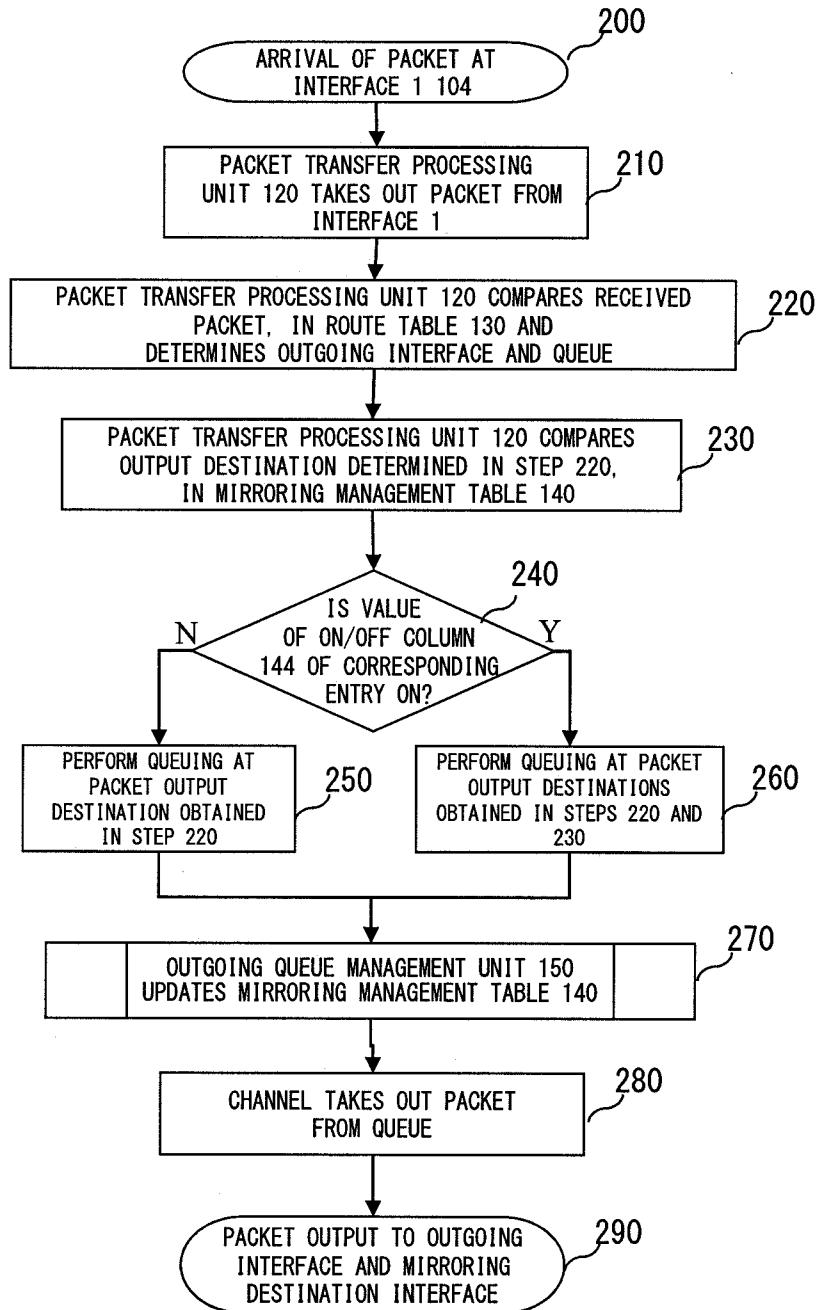 200
ARRIVAL OF PACKET AT
INTERFACE 1 104
PACKET TRANSFER PROCESSING
UNIT 120 TAKES OUT PACKET FROM
INTERFACE 1
210
PACKET TRANSFER PROCESSING UNIT 120 COMPARES RECEIVED
PACKET, IN ROUTE TABLE 130 AND
DETERMINES OUTGOING INTERFACE AND QUEUE
220
PACKET TRANSFER PROCESSING UNIT 120 COMPARES
OUTPUT DESTINATION DETERMINED IN STEP 220,
IN MIRRORING MANAGEMENT TABLE 140
230
240
IS VALUE
OF ON/OFF COLUMN
144 OF CORRESPONDING
ENTRY ON?
N
Y
PERFORM QUEUING AT
PACKET OUTPUT
DESTINATION OBTAINED
IN STEP 220
250
PERFORM QUEUING AT PACKET
OUTPUT DESTINATIONS
OBTAINED IN STEPS 220 AND
230
260
OUTGOING QUEUE MANAGEMENT UNIT 150
UPDATES MIRRORING MANAGEMENT TABLE 140
270
CHANNEL TAKES OUT PACKET
FROM QUEUE
280
PACKET OUTPUT TO OUTGOING
INTERFACE AND MIRRORING
DESTINATION INTERFACE
290